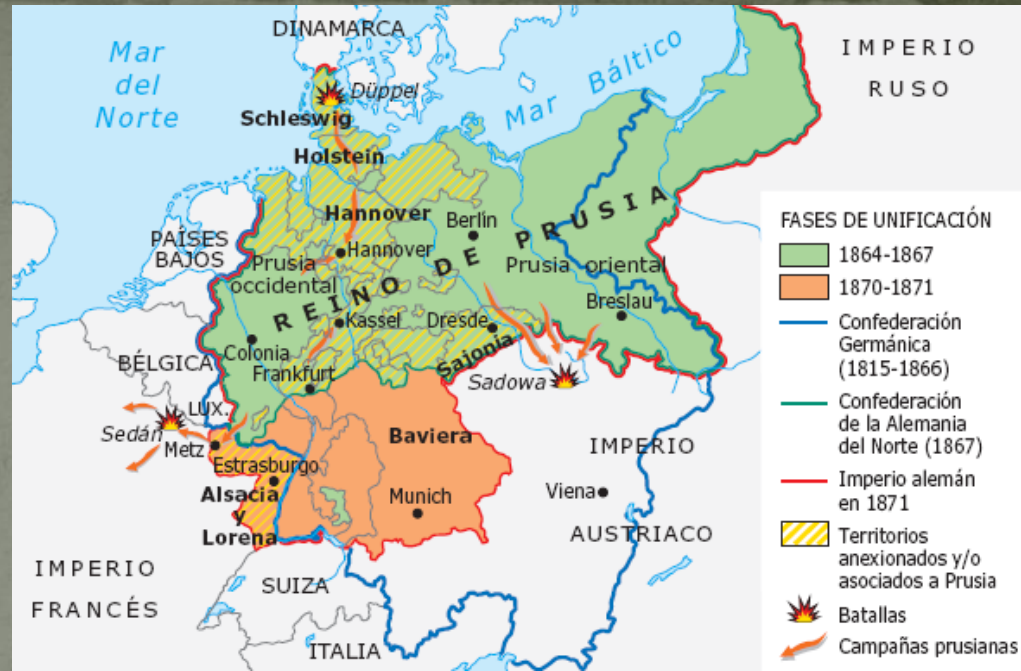 DINAMARCA
Mar
del
Norte
Mar Báltico
IMPERIO
RUSO
Düppel
Schleswig
Holstein
Hannover
Berlín
PAÍSES
BAJOS
Hannover
Prusia
occidental
REINO DE PRUSIA
Prusia oriental
Kassel
Dresde
Breslau
Colonia
BÉLGICA
Frankfurt
Sajonia
Sadowa
LUX.
Sedán
Metz
Baviera
IMPERIO
Estrasburgo
Alsacia
y
Lorena
Munich
Viena
AUSTRIACO
IMPERIO
FRANCÉS
SUIZA
ITALIA
FASES DE UNIFICACIÓN
1864-1867
1870-1871
Confederación
Germánica
(1815-1866)
Confederación
de la Alemania
del Norte (1867)
Imperio alemán
en 1871
Territorios
anexionados y/o
asociados a Prusia
Batallas
Campañas prusianas